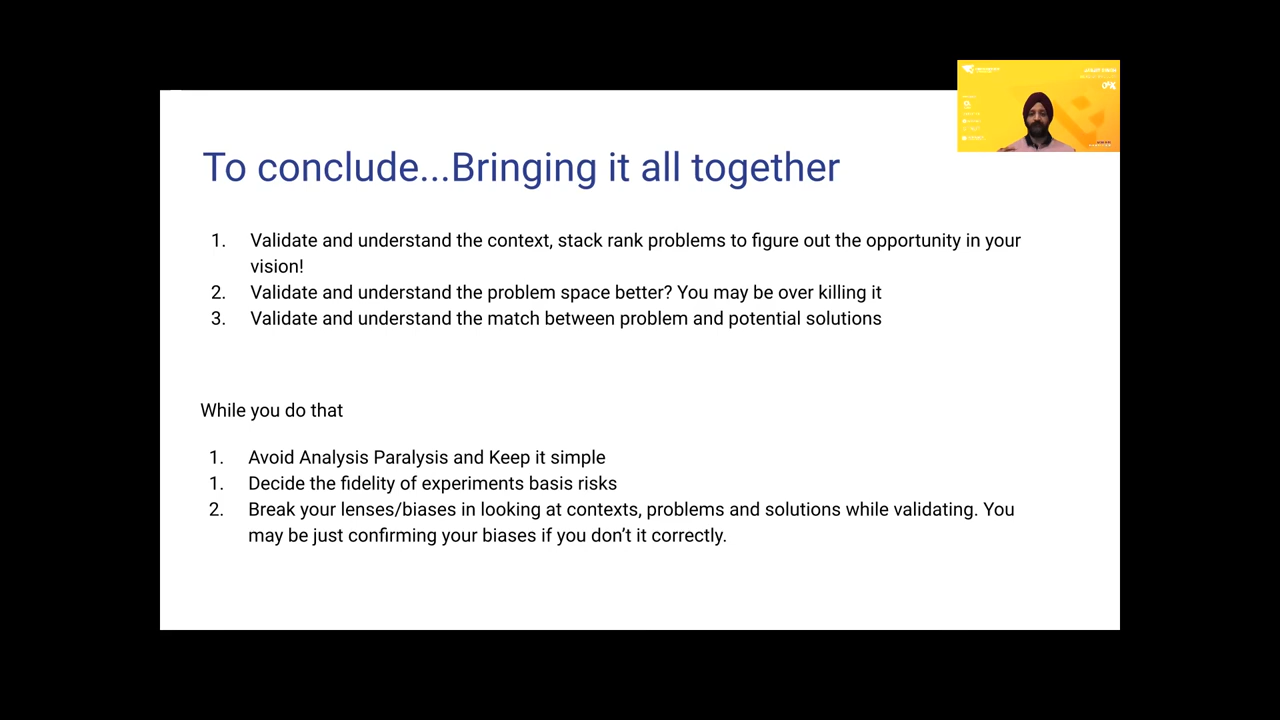 To conclude...Bringing it all together
1. Validate and understand the context, stack rank problems to figure out the opportunity in your
vision!
2. Validate and understand the problem space better? You may be over killing it
3. Validate and understand the match between problem and potential solutions
While you do that
1. Avoid Analysis Paralysis and Keep it simple
1. Decide the fidelity of experiments basis risks
2. Break your lenses/biases in looking at contexts, problems and solutions while validating. You
may be just confirming your biases if you don’t it correctly.